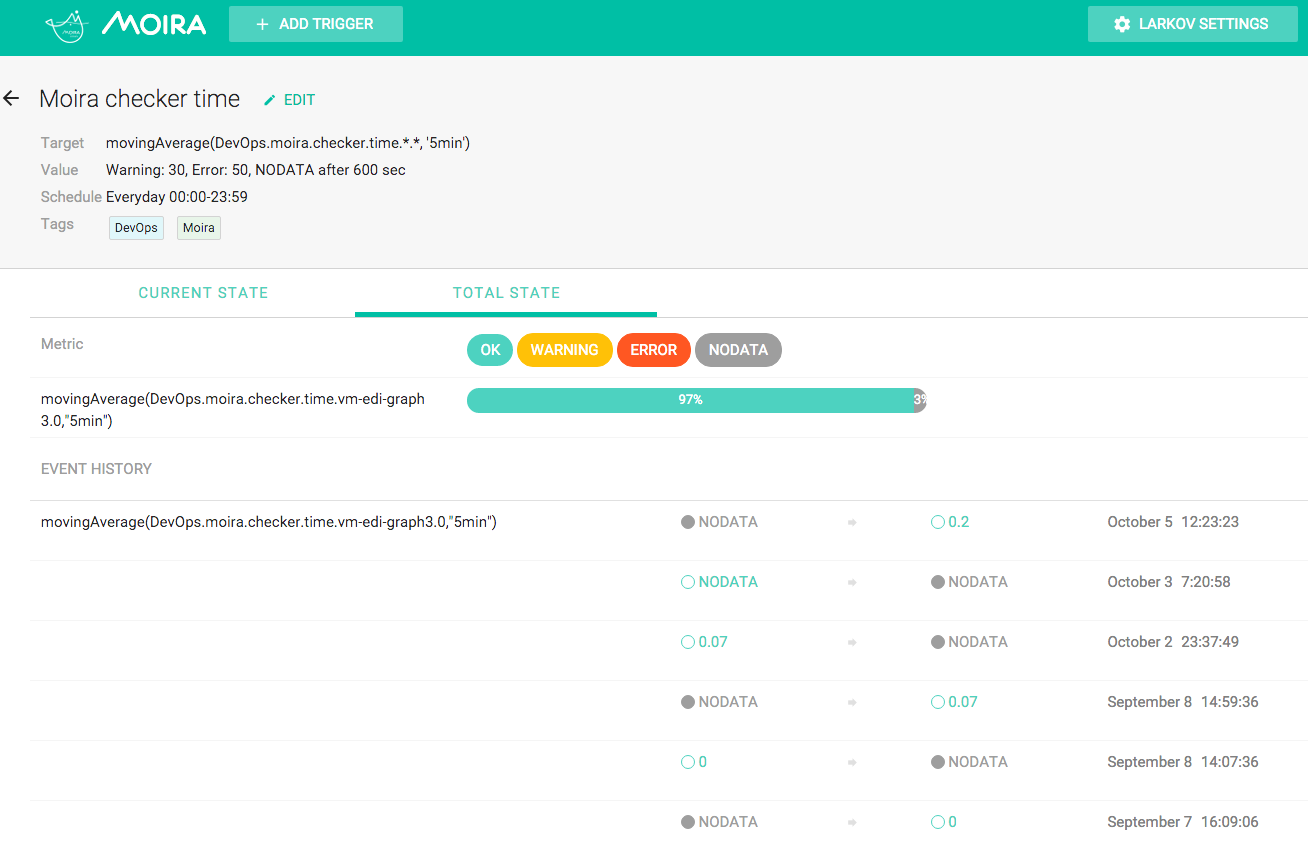 MOIRA
+ ADD TRIGGER
LARKOV SETTINGS
Moira checker time
EDIT
Target movingAverage(DevOps.moira.checker.time.*.*, '5min')
Value Warning: 30, Error: 50, NODATA after 600 sec
Schedule Everyday 00:00-23:59
Tags DevOps Moira
CURRENT STATE TOTAL STATE
Metric OK WARNING ERROR NODATA
movingAverage(DevOps.moira.checker.time.vm-edi-graph
3.0,"5min")
97% 3%
EVENT HISTORY
movingAverage(DevOps.moira.checker.time.vm-edi-graph3.0,"5min") NODATA 0.2 October 5 12:23:23
NODATA NODATA October 3 7:20:58
0.07 NODATA October 2 23:37:49
NODATA 0.07 September 8 14:59:36
0 NODATA September 8 14:07:36
NODATA 0 September 7 16:09:06